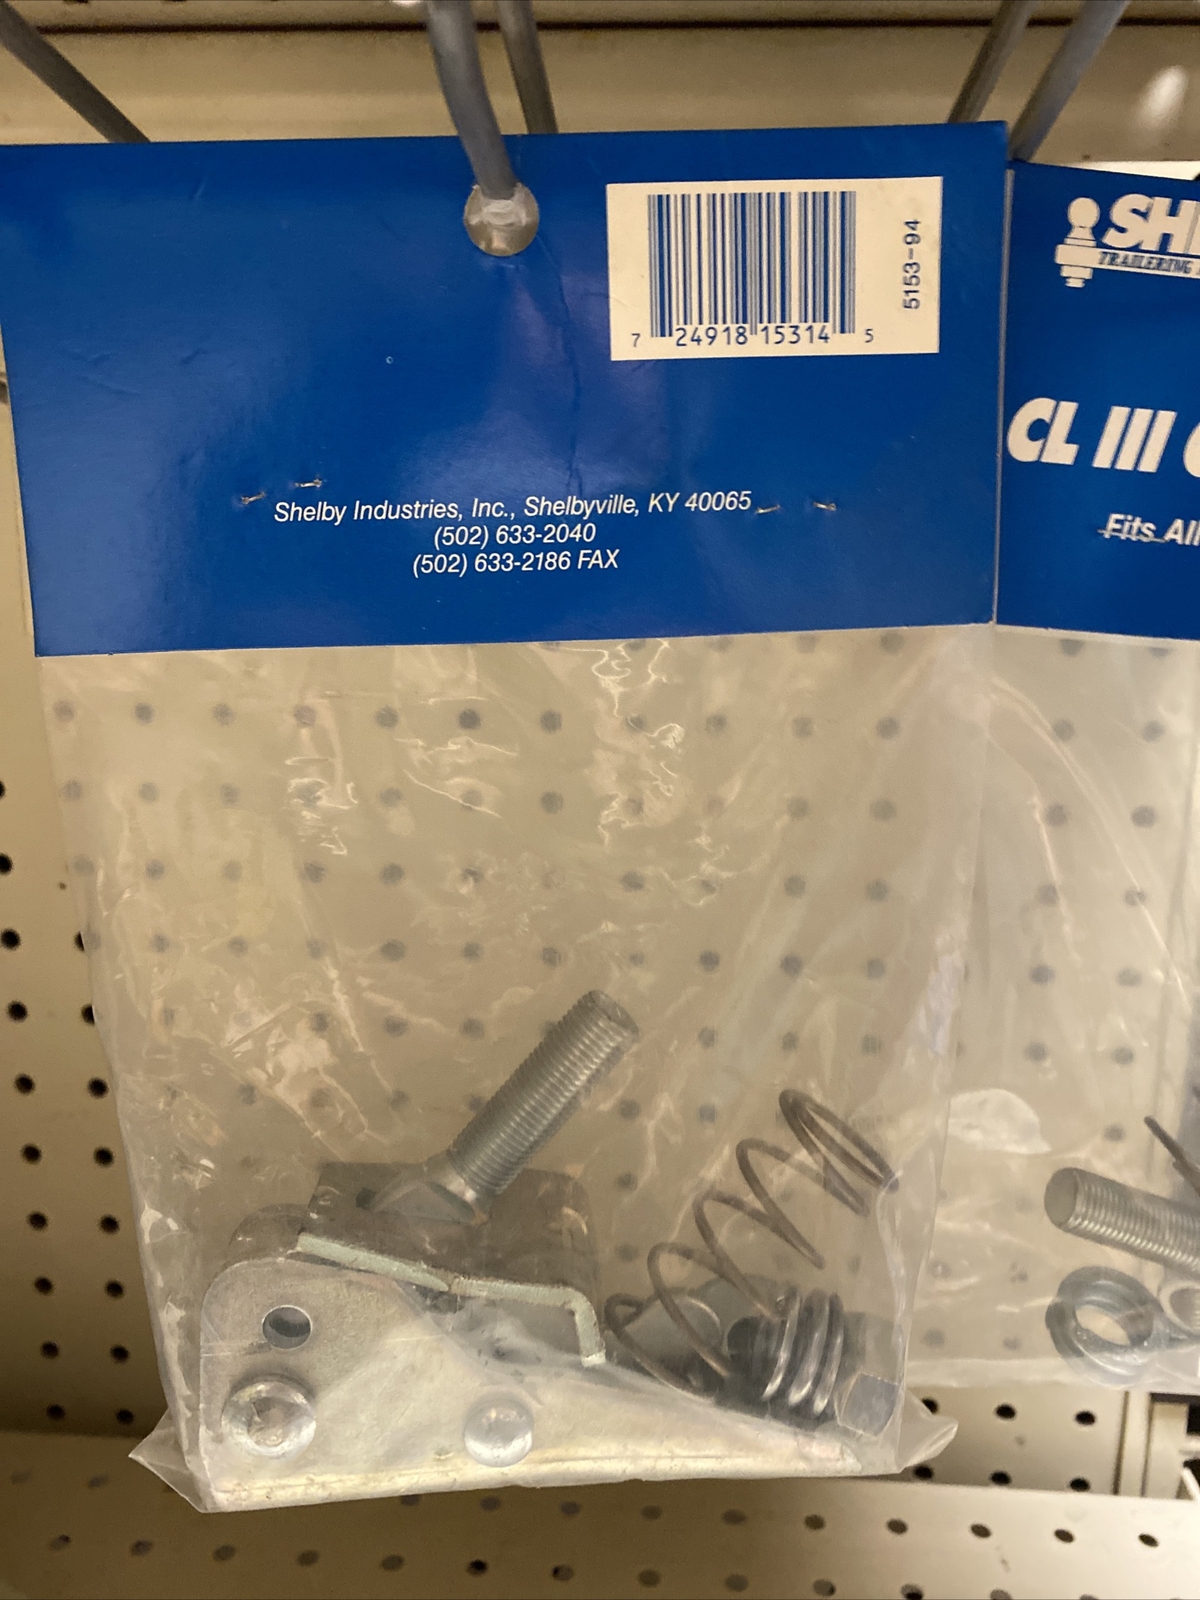 5153-94
7 24918 15314 5
Shelby Industries, Inc., Shelbyville, KY 40065
(502) 633-2040
(502) 633-2186 FAX
TRAILERING
CL III
Fits All